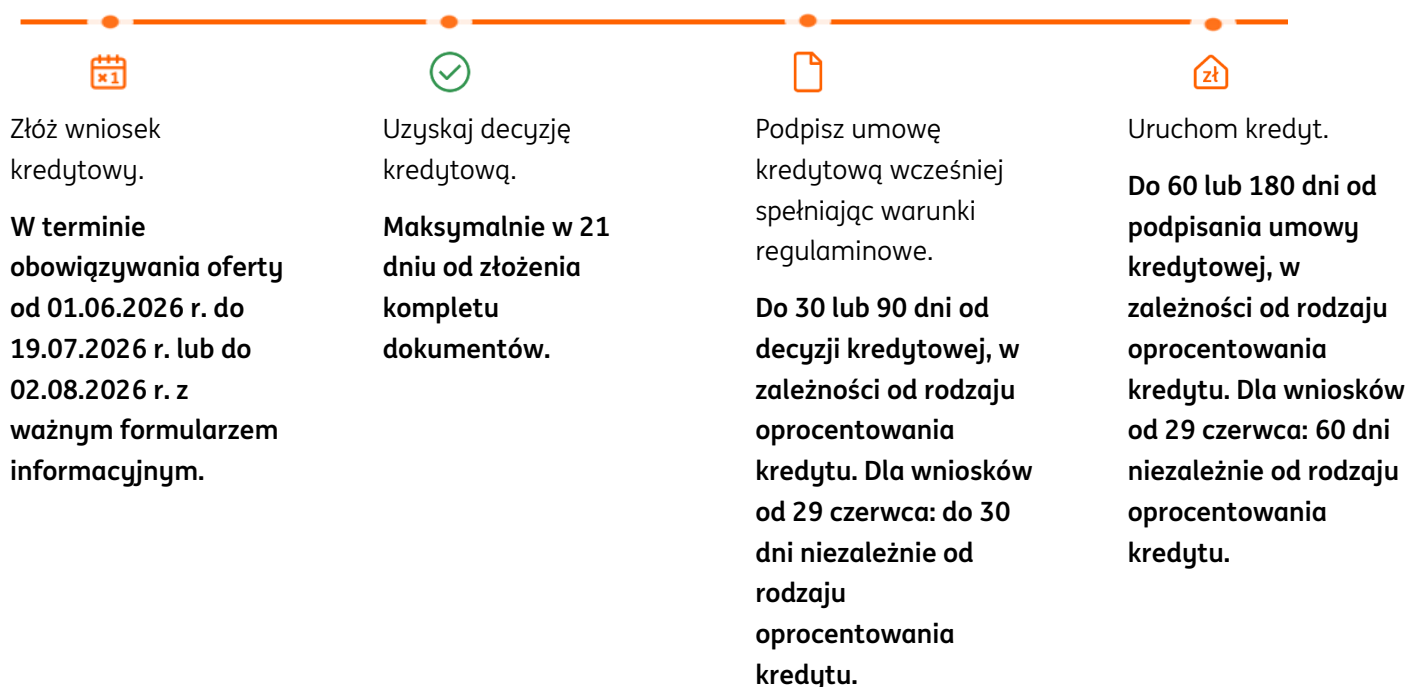 x1
zł
Złóż wniosek
kredytowy.
W terminie
obowiązywania oferty
od 01.06.2026 r. do
19.07.2026 r. lub do
02.08.2026 r. z
ważnym formularzem
informacyjnym.
Uzyskaj decyzję
kredytową.
Maksymalnie w 21
dniu od złożenia
kompletu
dokumentów.
Podpisz umowę
kredytową wcześniej
spełniając warunki
regulaminowe.
Do 30 lub 90 dni od
decyzji kredytowej, w
zależności od rodzaju
oprocentowania
kredytu. Dla wniosków
od 29 czerwca: do 30
dni niezależnie od
rodzaju
oprocentowania
kredytu.
Uruchom kredyt.
Do 60 lub 180 dni od
podpisania umowy
kredytowej, w
zależności od rodzaju
oprocentowania
kredytu. Dla wniosków
od 29 czerwca: 60 dni
niezależnie od rodzaju
oprocentowania
kredytu.